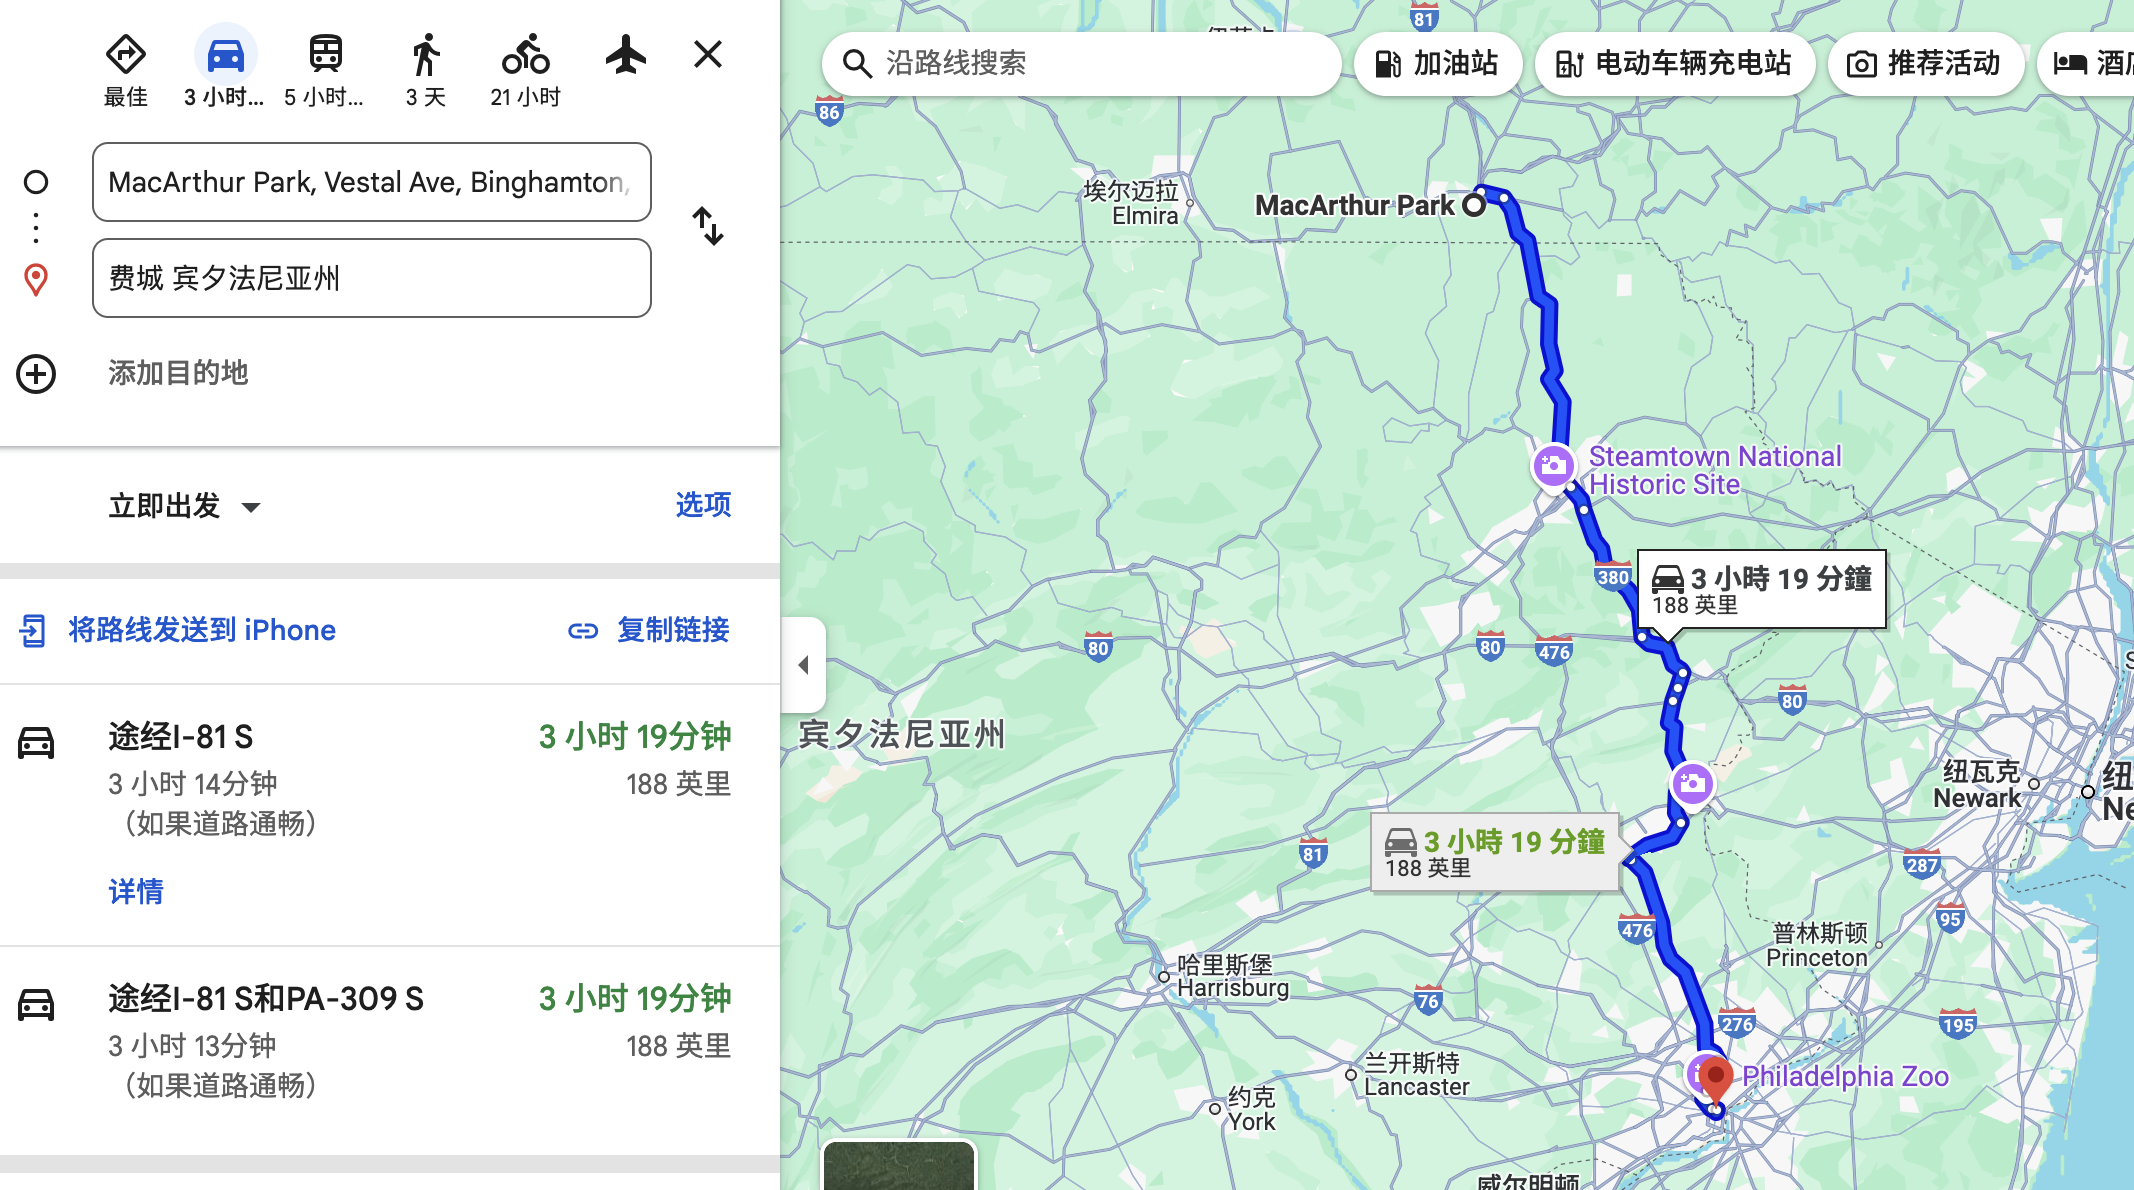 最佳
3 小时...
5 小时...
3 天
21 小时
MacArthur Park, Vestal Ave, Binghamton,
费城 宾夕法尼亚州
添加目的地
立即出发
选项
将路线发送到 iPhone
复制链接
途经I-81 S
3 小时 19分钟
3 小时 14分钟
188 英里
（如果道路通畅）
详情
途经I-81 S和PA-309 S
3 小时 19分钟
3 小时 13分钟
188 英里
（如果道路通畅）
沿路线搜索
加油站
电动车辆充电站
推荐活动
81
86
埃尔迈拉
Elmira
MacArthur Park
Steamtown National
Historic Site
380
3 小時 19 分鐘
188 英里
80
80
476
80
宾夕法尼亚州
纽瓦克
Newark
3 小時 19 分鐘
188 英里
81
287
476
95
普林斯顿
Princeton
哈里斯堡
Harrisburg
76
276
195
兰开斯特
Lancaster
Philadelphia Zoo
约克
York
威尔明顿